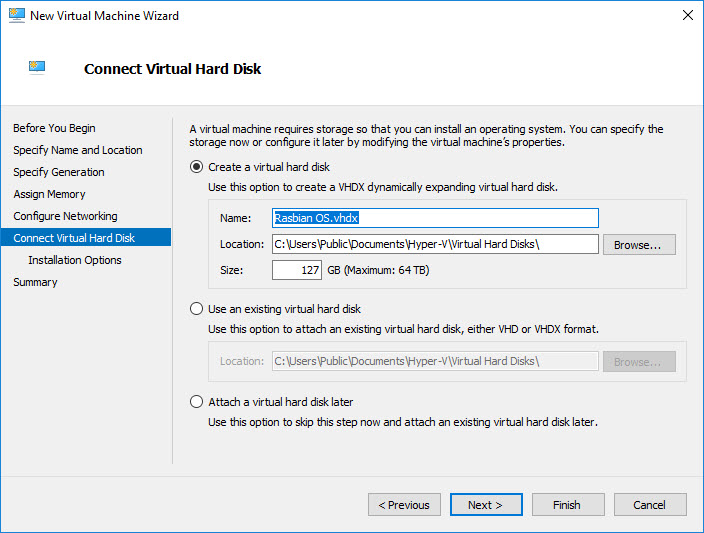 New Virtual Machine Wizard
Connect Virtual Hard Disk
Before You Begin
Specify Name and Location
Specify Generation
Assign Memory
Configure Networking
Connect Virtual Hard Disk
Installation Options
Summary
A virtual machine requires storage so that you can install an operating system. You can specify the
storage now or configure it later by modifying the virtual machine's properties.
Create a virtual hard disk
Use this option to create a VHDX dynamically expanding virtual hard disk.
Name: Rasbian OS.vhdx
Location: C:\Users\Public\Documents\Hyper-V\Virtual Hard Disks\ Browse...
Size: 127 GB (Maximum: 64 TB)
Use an existing virtual hard disk
Use this option to attach an existing virtual hard disk, either VHD or VHDX format.
Location: C:\Users\Public\Documents\Hyper-V\Virtual Hard Disks\ Browse...
Attach a virtual hard disk later
Use this option to skip this step now and attach an existing virtual hard disk later.
< Previous Next > Finish Cancel